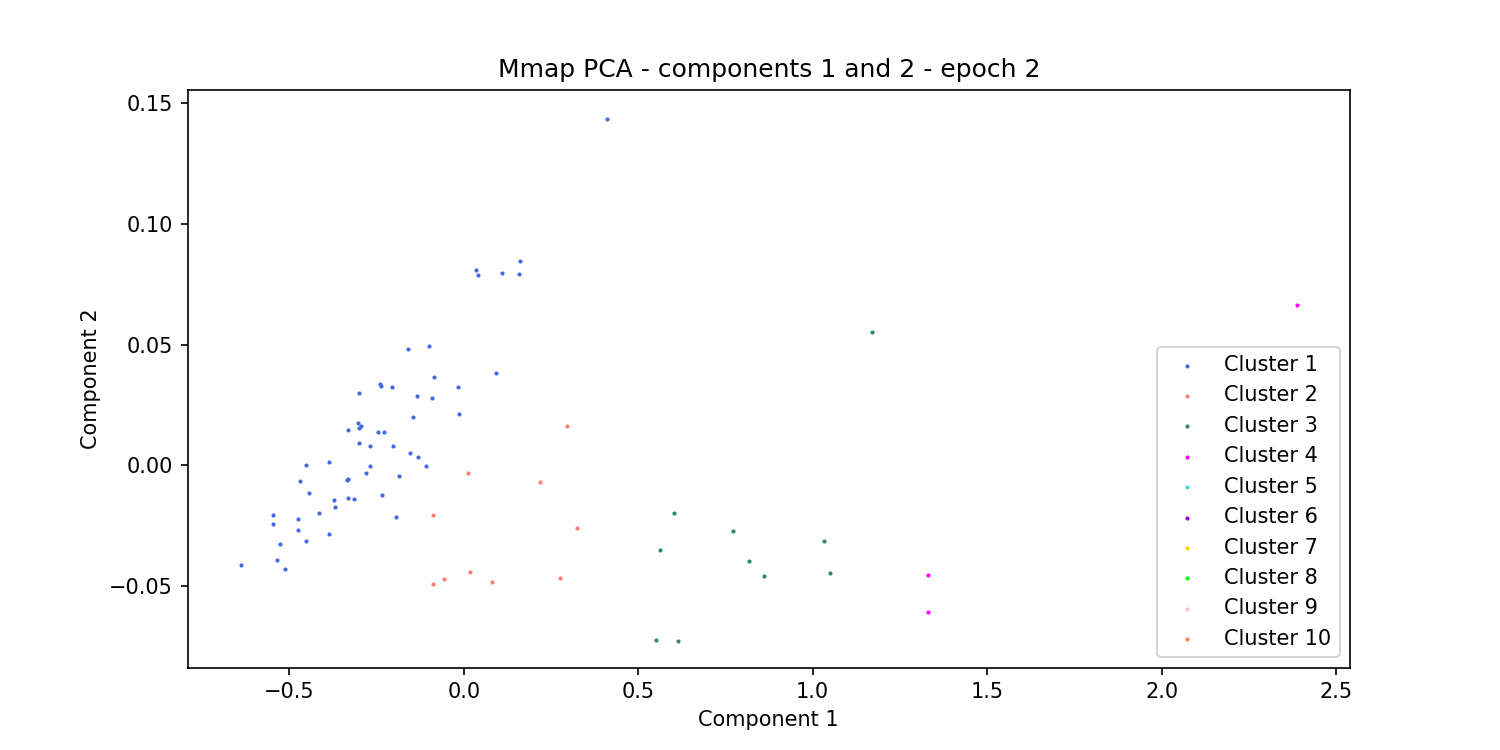 Mmap PCA - components 1 and 2 - epoch 2
0.15
0.10
0.05
0.00
−0.05
Component 2
−0.5
0.0
0.5
1.0
1.5
2.0
2.5
Component 1
Cluster 1
Cluster 2
Cluster 3
Cluster 4
Cluster 5
Cluster 6
Cluster 7
Cluster 8
Cluster 9
Cluster 10